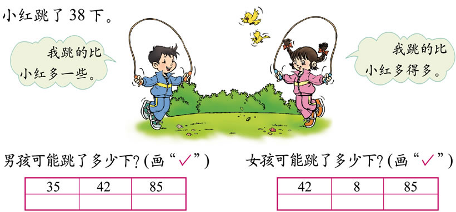 小红跳了 38 下。
我跳的比
小红多一些。
我跳的比
小红多得多。
男孩可能跳了多少下？(画“✓”)
35 42 85
女孩可能跳了多少下？(画“✓”)
42 8 85